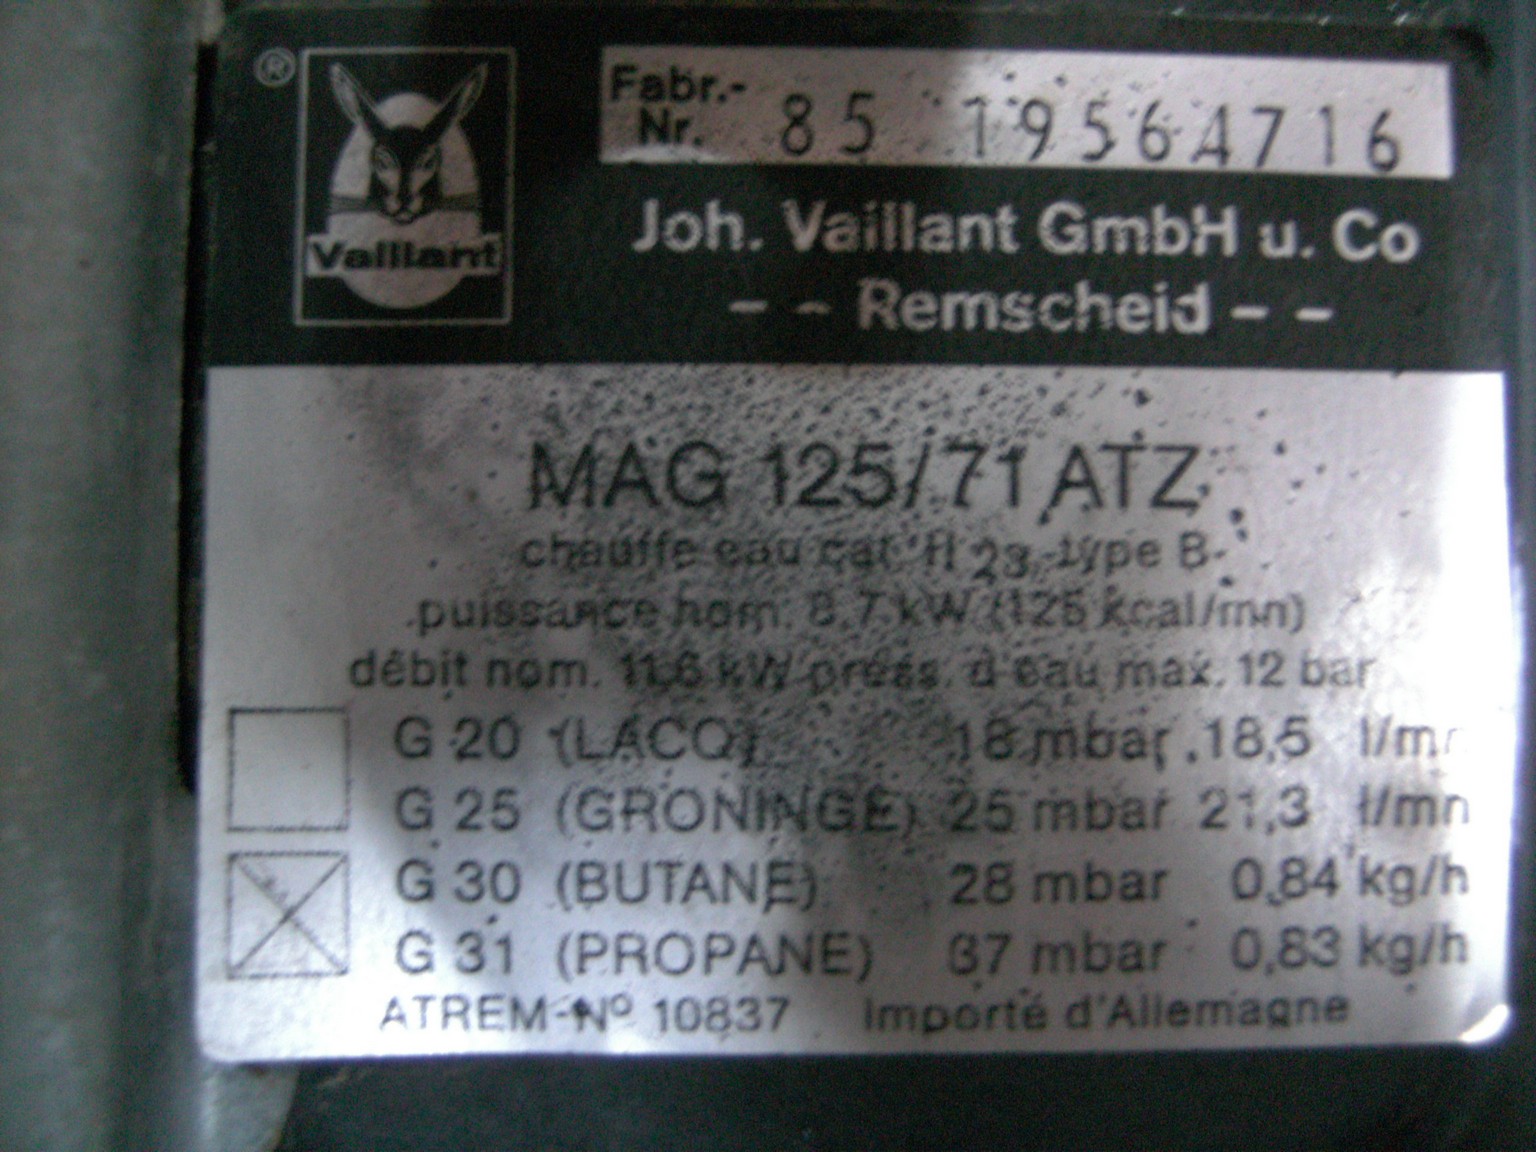 ®
Vaillant
Fabr.-
Nr. 85 19564716
Joh. Vaillant GmbH u. Co
- - Remscheid - -
MAG 125/71 ATZ
chauffe eau cat II 23 type B
puissance nom. 8,7 kW (125 kcal/mn)
débit nom. 11,6 kW press. d'eau max. 12 bar
G 20 (LACQ) 18 mbar 18,5 l/mn
G 25 (GRONINGE) 25 mbar 21,3 l/mn
G 30 (BUTANE) 28 mbar 0,84 kg/h
G 31 (PROPANE) 37 mbar 0,83 kg/h
ATREM-Nº 10837 Importé d'Allemagne